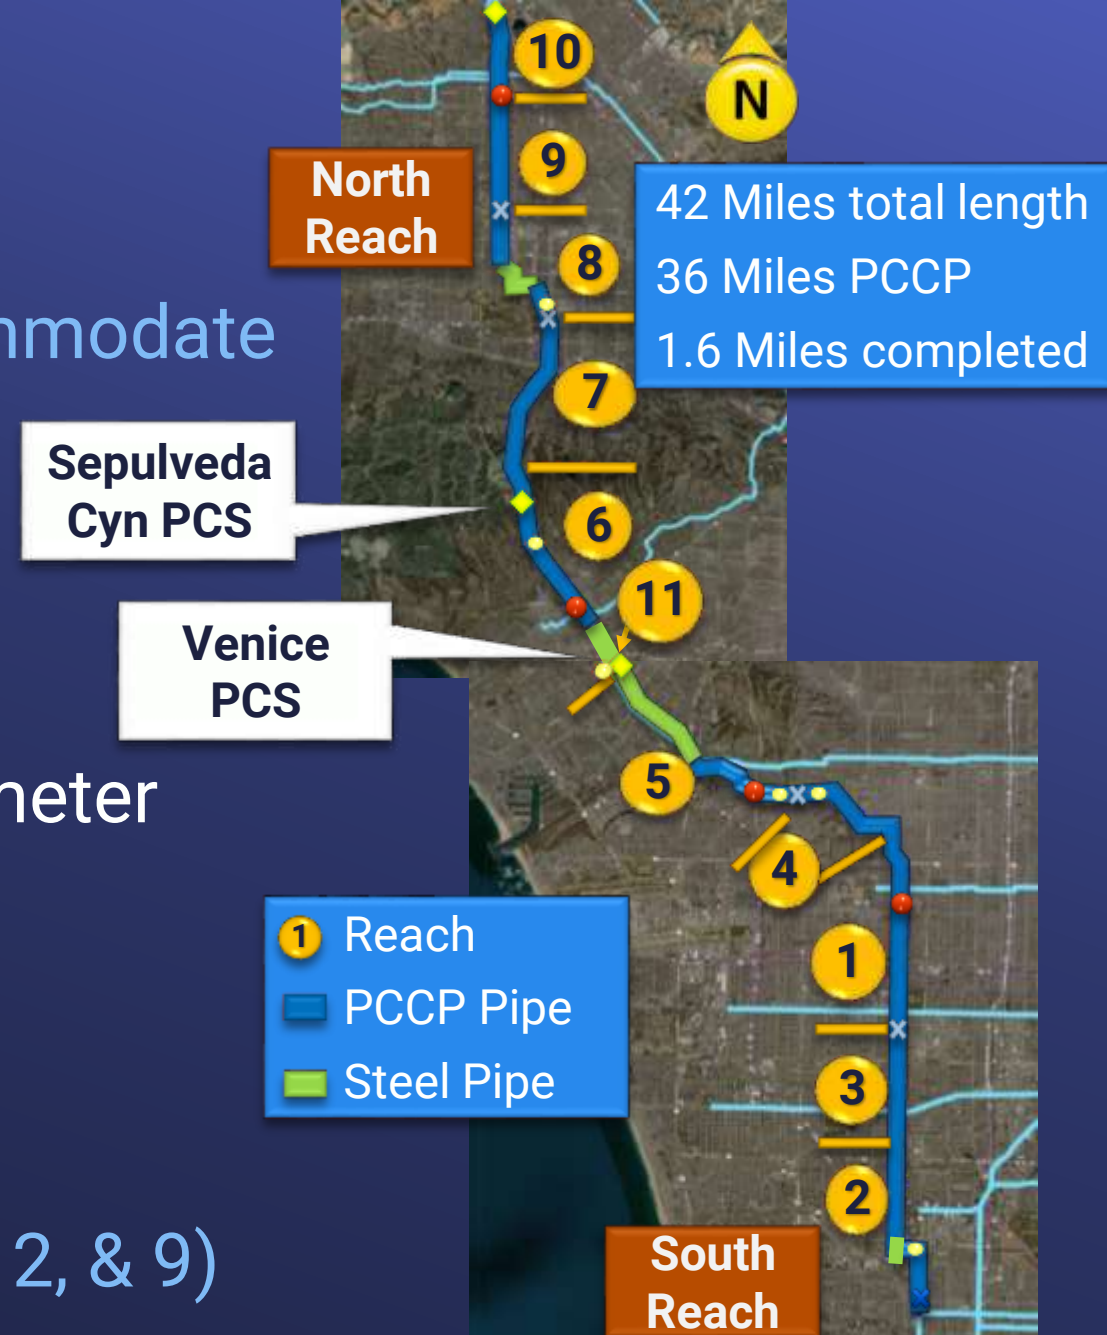 10
N
9
North
Reach
42 Miles total length
36 Miles PCCP
1.6 Miles completed
8
7
Sepulveda
Cyn PCS
6
11
Venice
PCS
5
4
1 Reach
PCCP Pipe
Steel Pipe
1
3
2
2, & 9)
South
Reach